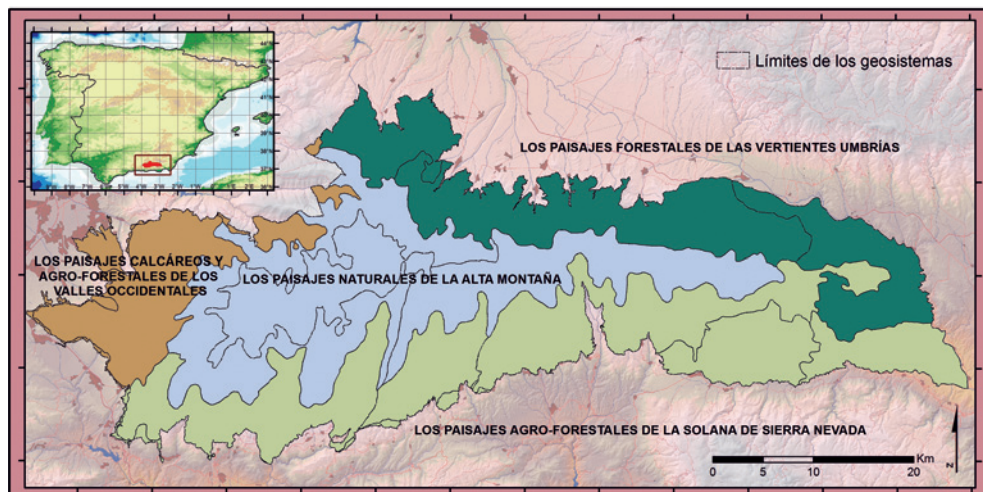 Límites de los geosistemas
LOS PAISAJES FORESTALES DE LAS VERTIENTES UMBRÍAS
LOS PAISAJES CALCÁREOS Y
AGRO-FORESTALES DE LOS
VALLES OCCIDENTALES
LOS PAISAJES NATURALES DE LA ALTA MONTAÑA
LOS PAISAJES AGRO-FORESTALES DE LA SOLANA DE SIERRA NEVADA
Km
0 5 10 20
N